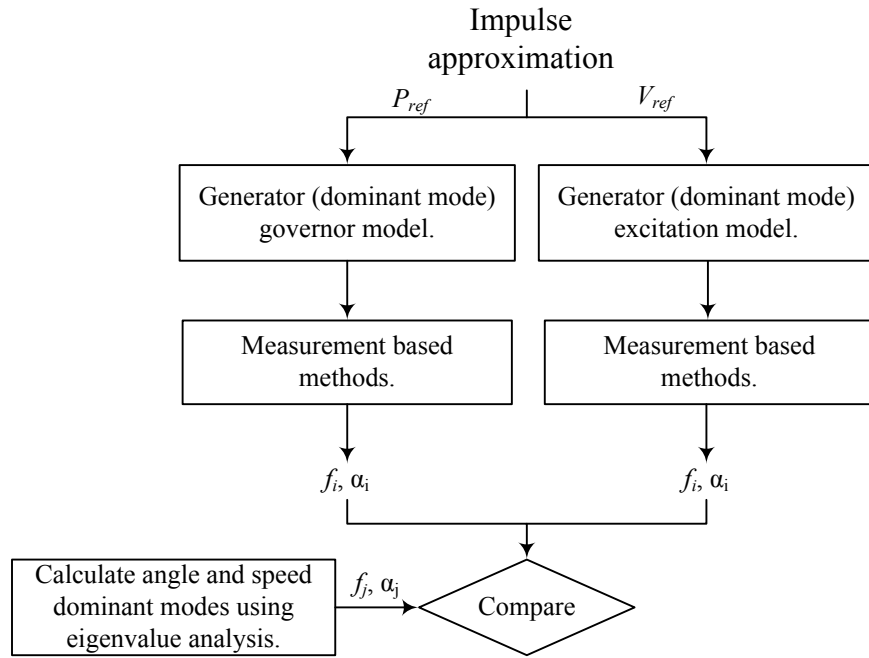 Impulse
approximation
P_ref
V_ref
Generator (dominant mode)
governor model.
Generator (dominant mode)
excitation model.
Measurement based
methods.
Measurement based
methods.
f_i, α_i
f_i, α_i
Calculate angle and speed
dominant modes using
eigenvalue analysis.
f_j, α_j
Compare